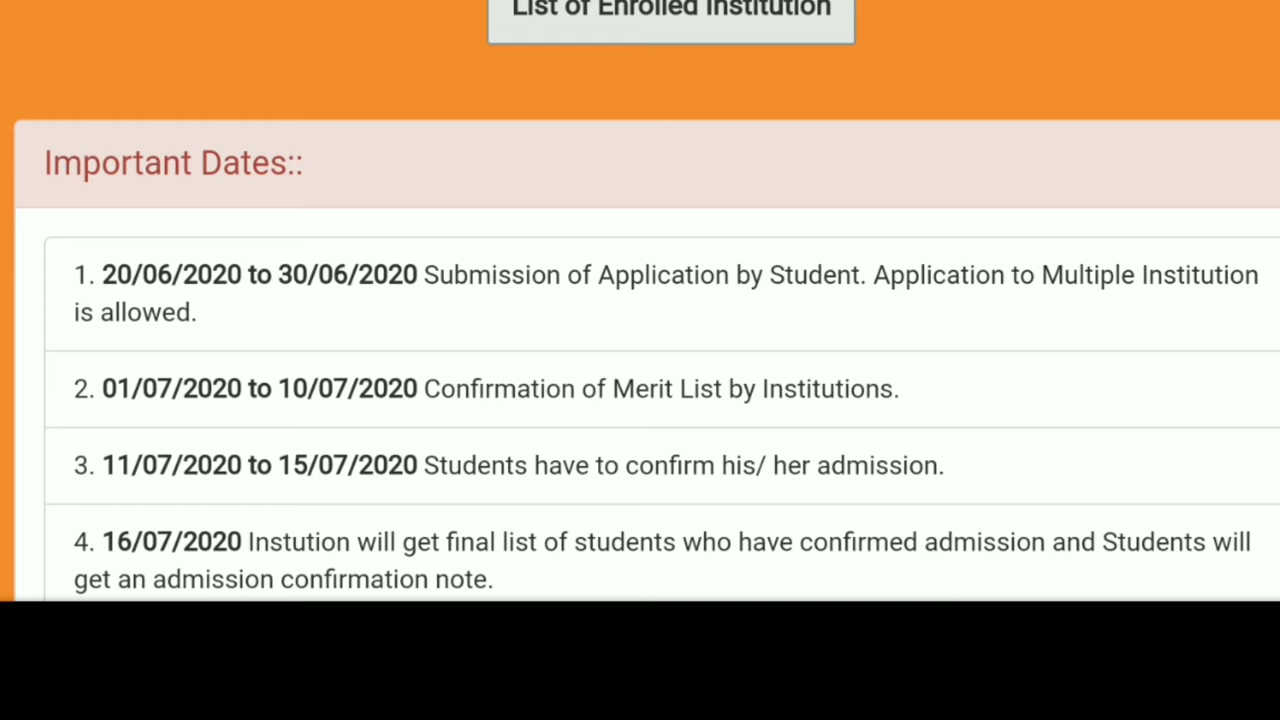 List of Enrolled Institution
Important Dates::
1. 20/06/2020 to 30/06/2020 Submission of Application by Student. Application to Multiple Institution
is allowed.
2. 01/07/2020 to 10/07/2020 Confirmation of Merit List by Institutions.
3. 11/07/2020 to 15/07/2020 Students have to confirm his/ her admission.
4. 16/07/2020 Instution will get final list of students who have confirmed admission and Students will
get an admission confirmation note.